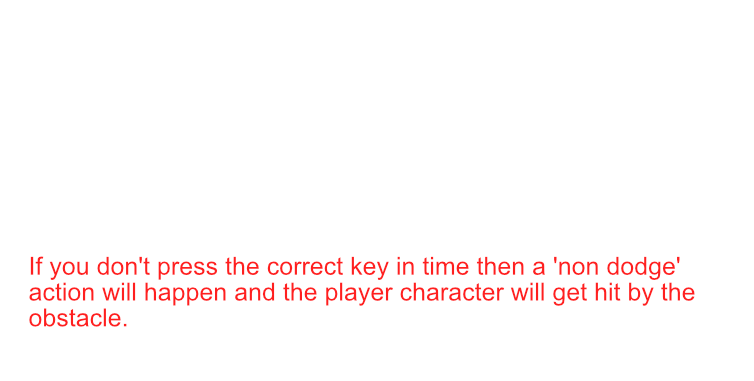 If you don't press the correct key in time then a 'non dodge'
action will happen and the player character will get hit by the
obstacle.